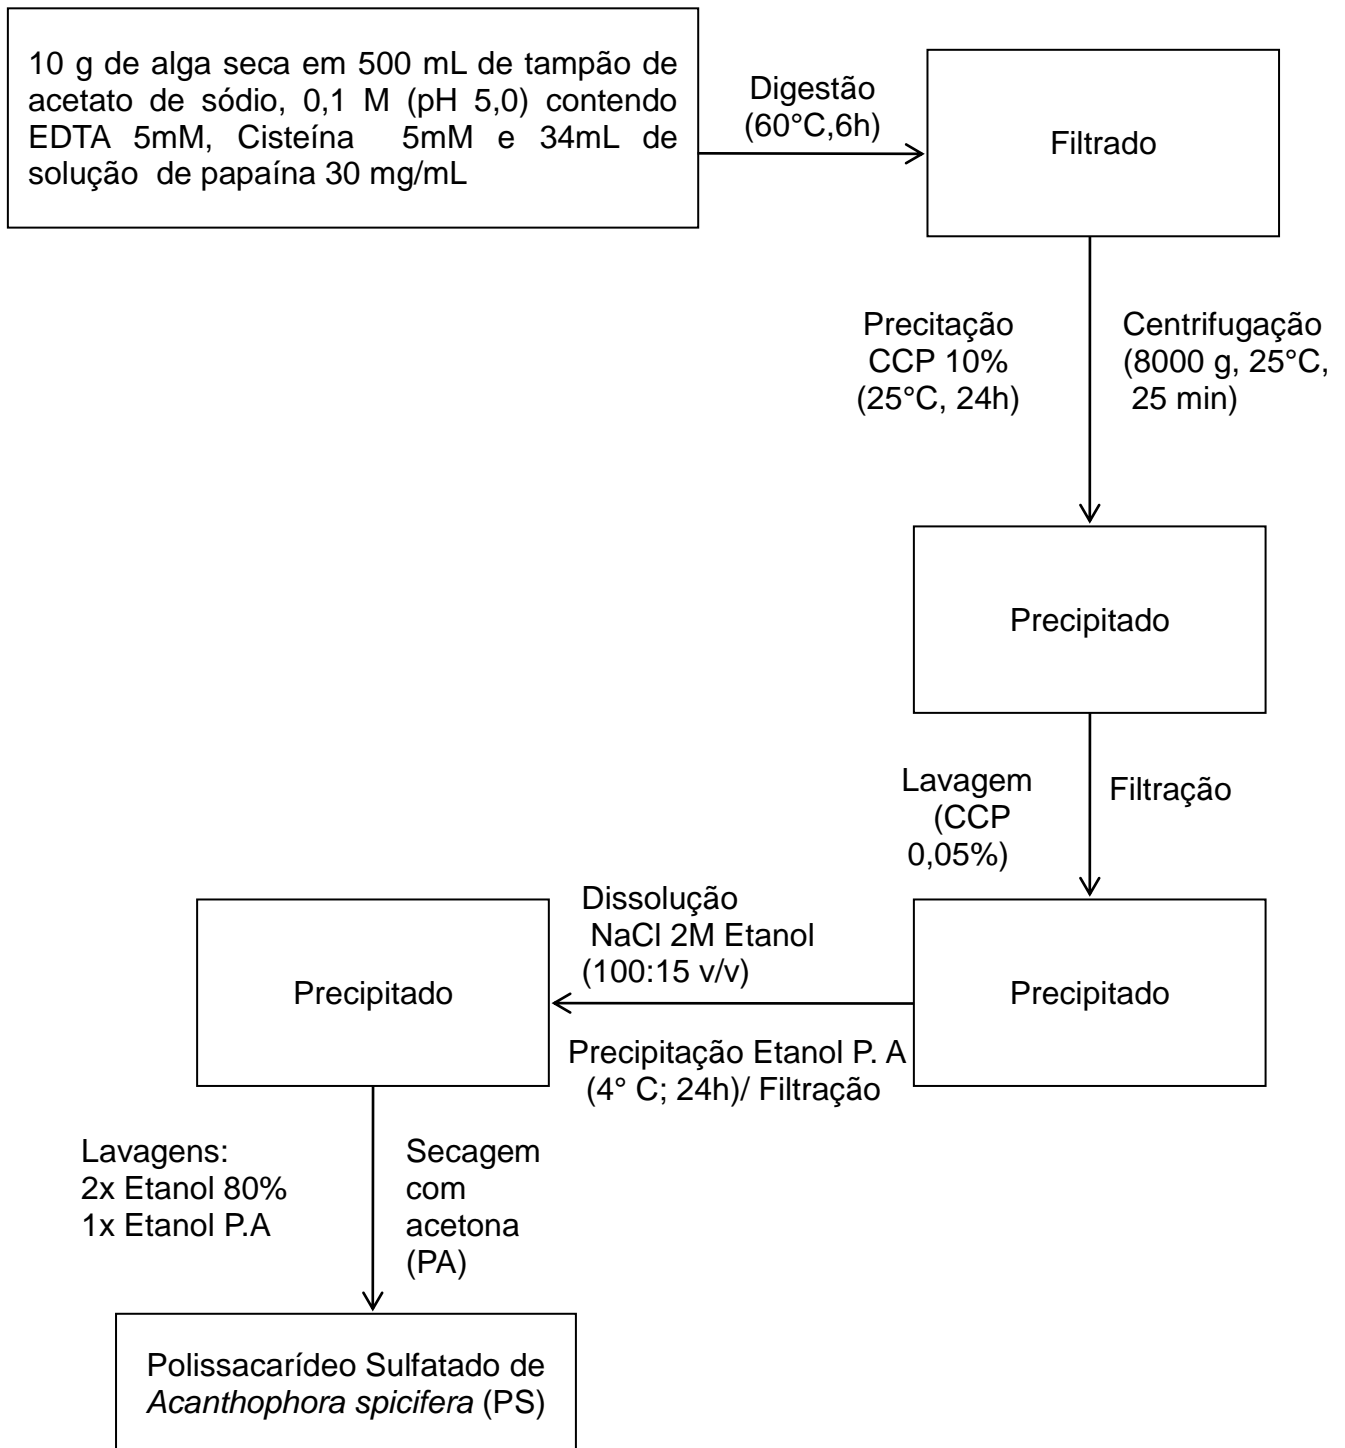 10 g de alga seca em 500 mL de tampão de
acetato de sódio, 0,1 M (pH 5,0) contendo
EDTA 5mM, Cisteína 5mM e 34mL de
solução de papaína 30 mg/mL
Digestão
(60°C,6h)
Filtrado
Precitação
CCP 10%
(25°C, 24h)
Centrifugação
(8000 g, 25°C,
25 min)
Precipitado
Lavagem
(CCP
0,05%)
Filtração
Precipitado
Dissolução
NaCl 2M Etanol
(100:15 v/v)
Precipitação Etanol P. A
(4° C; 24h)/ Filtração
Precipitado
Lavagens:
2x Etanol 80%
1x Etanol P.A
Secagem
com
acetona
(PA)
Polissacarídeo Sulfatado de
Acanthophora spicifera (PS)